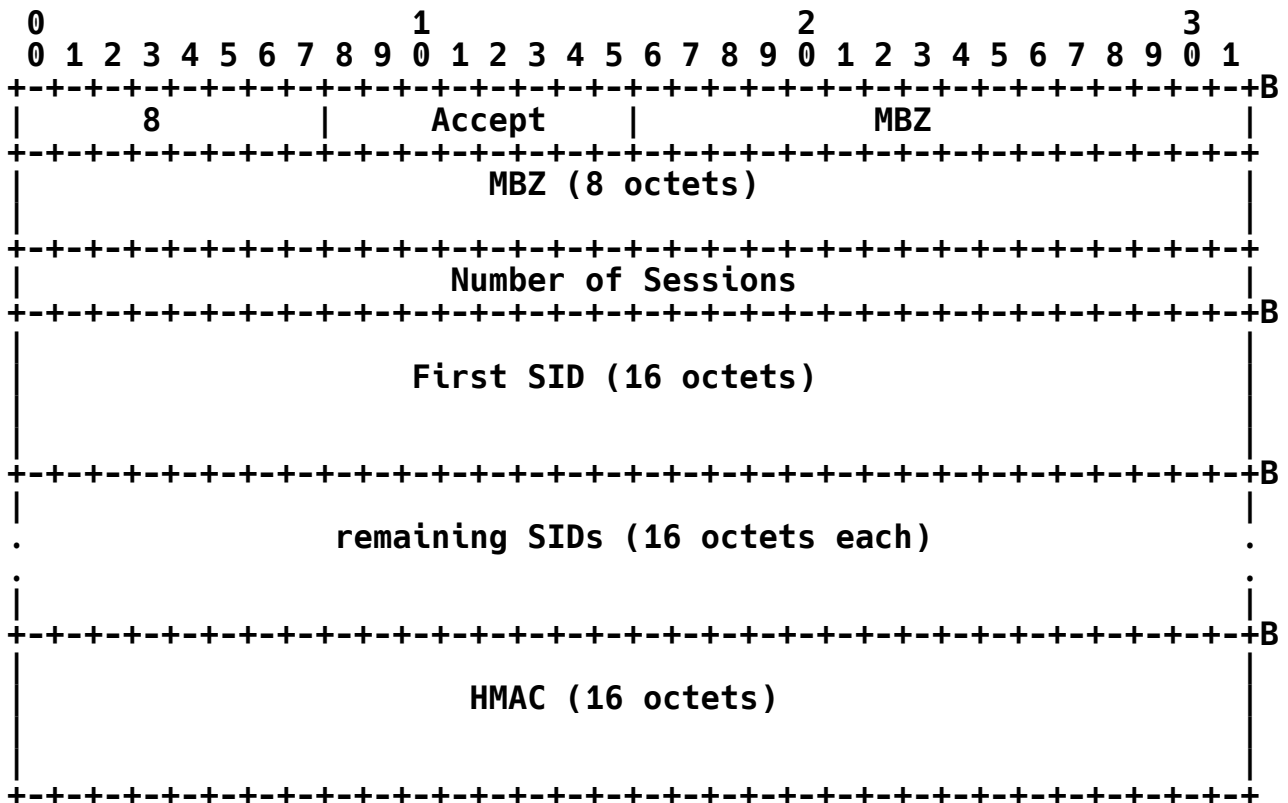 0                   1                   2                   3
0 1 2 3 4 5 6 7 8 9 0 1 2 3 4 5 6 7 8 9 0 1 2 3 4 5 6 7 8 9 0 1
+-+-+-+-+-+-+-+-+-+-+-+-+-+-+-+-+-+-+-+-+-+-+-+-+-+-+-+-+-+-+-+-+B
|      8        |     Accept    |            MBZ                |
+-+-+-+-+-+-+-+-+-+-+-+-+-+-+-+-+-+-+-+-+-+-+-+-+-+-+-+-+-+-+-+-+
|                        MBZ (8 octets)                         |
|                                                               |
+-+-+-+-+-+-+-+-+-+-+-+-+-+-+-+-+-+-+-+-+-+-+-+-+-+-+-+-+-+-+-+-+
|                      Number of Sessions                       |
+-+-+-+-+-+-+-+-+-+-+-+-+-+-+-+-+-+-+-+-+-+-+-+-+-+-+-+-+-+-+-+-+B
|                                                               |
|                    First SID (16 octets)                      |
|                                                               |
|                                                               |
+-+-+-+-+-+-+-+-+-+-+-+-+-+-+-+-+-+-+-+-+-+-+-+-+-+-+-+-+-+-+-+-+B
|                                                               |
.                remaining SIDs (16 octets each)                .
.                                                               .
|                                                               |
+-+-+-+-+-+-+-+-+-+-+-+-+-+-+-+-+-+-+-+-+-+-+-+-+-+-+-+-+-+-+-+-+B
|                                                               |
|                       HMAC (16 octets)                        |
|                                                               |
|                                                               |
+-+-+-+-+-+-+-+-+-+-+-+-+-+-+-+-+-+-+-+-+-+-+-+-+-+-+-+-+-+-+-+-+